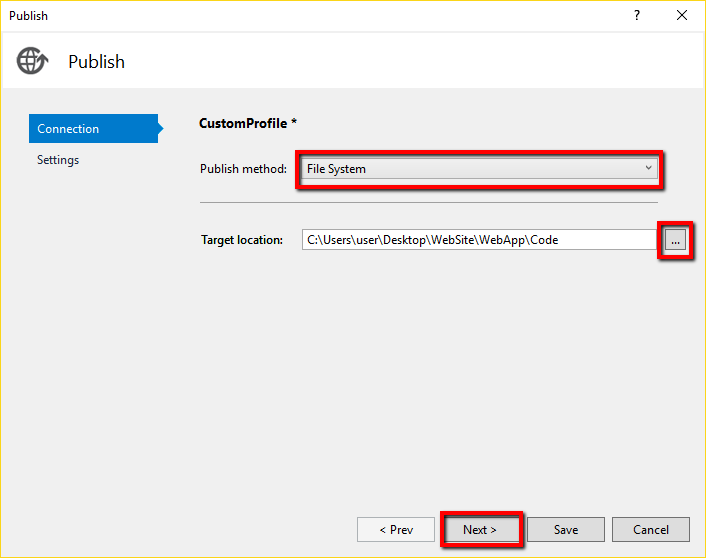 Publish
?
Publish
Connection
Settings
CustomProfile *
Publish method: File System
Target location: C:\Users\user\Desktop\WebSite\WebApp\Code ...
< Prev Next > Save Cancel